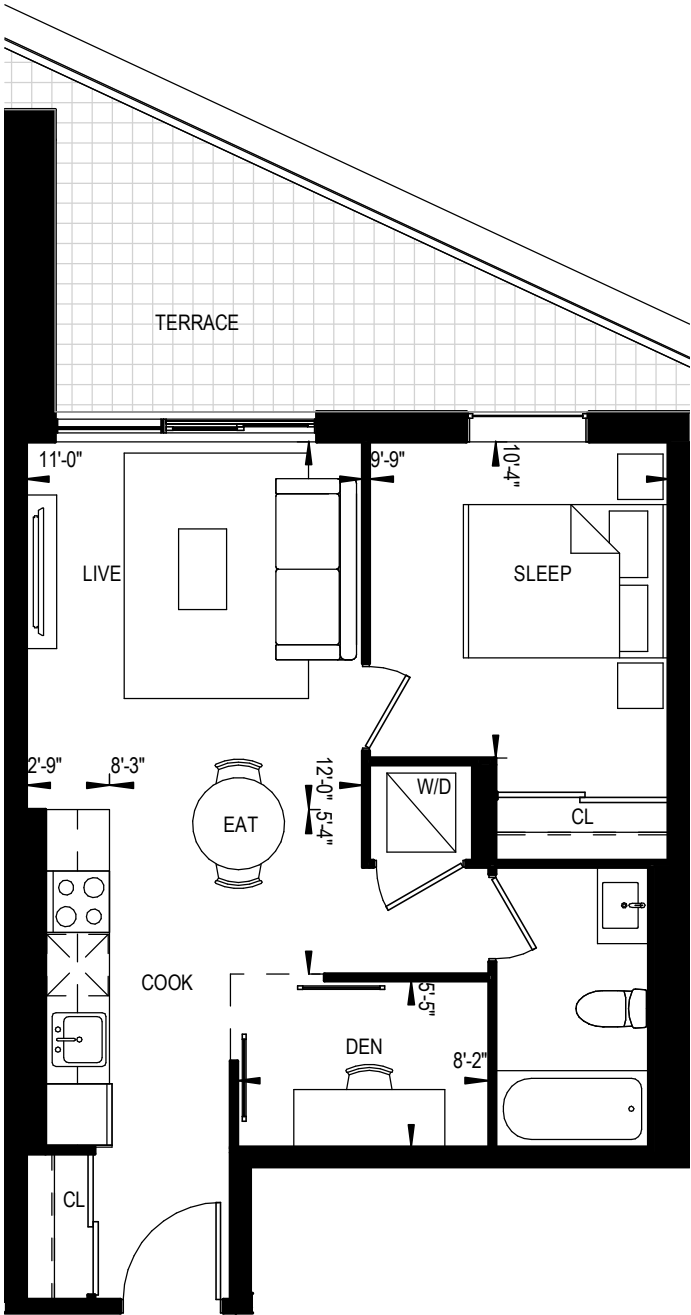 TERRACE
11'-0"
9'-9"
10'-4"
LIVE
SLEEP
2'-9"
8'-3"
12'-0"
5'-4"
W/D
EAT
CL
COOK
5'-5"
DEN
8'-2"
CL